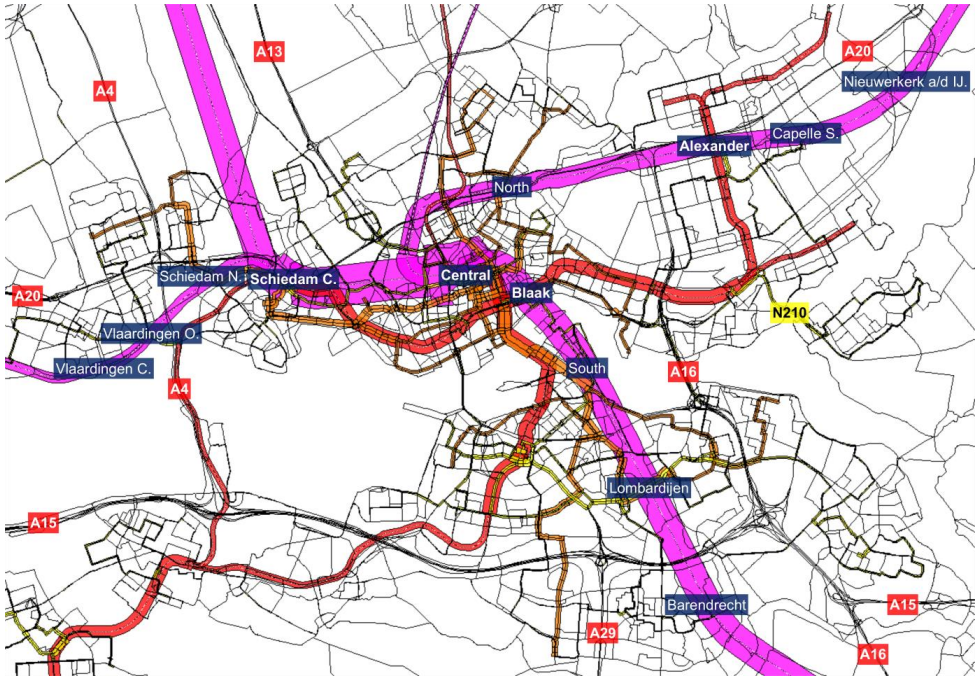 A13
A20
A4
Nieuwerkerk a/d IJ.
Capelle S.
Alexander
North
Schiedam N.
Schiedam C.
Central
Blaak
A20
N210
Vlaardingen O.
Vlaardingen C.
South
A16
A4
Lombardijen
A15
Barendrecht
A15
A29
A16